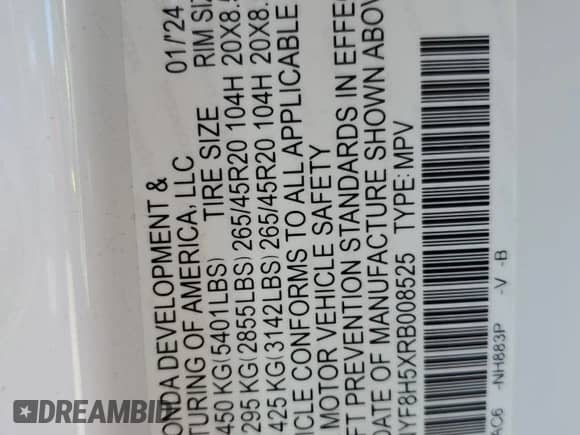 ONDA DEVELOPMENT & 01/24
TURING OF AMERICA, LLC
TIRE SIZE RIM SIZ
450 KG(5401LBS)
295 KG(2855LBS) 265/45R20 104H 20X8.5
425 KG(3142LBS) 265/45R20 104H 20X8.
ICLE CONFORMS TO ALL APPLICABLE
MOTOR VEHICLE SAFETY
FT PREVENTION STANDARDS IN EFFEC
DATE OF MANUFACTURE SHOWN ABOV
YF8H5XRB008525 TYPE: MPV
AC6 -NH883P -V -B
DREAMBID